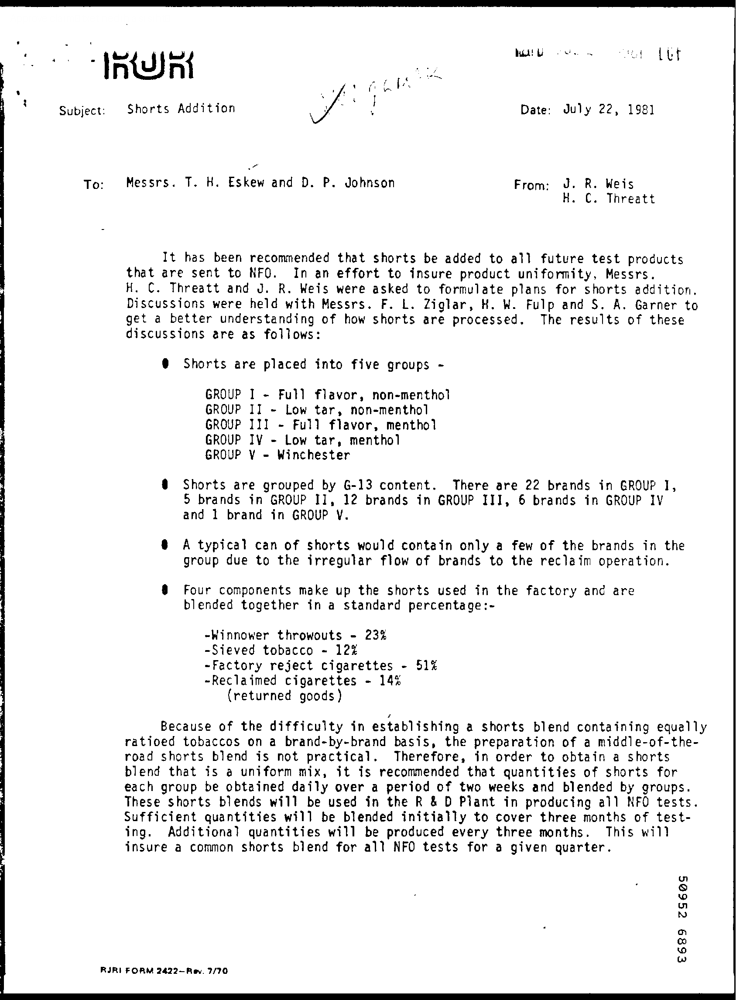 RJR
Subject: Shorts Addition
Date: July 22, 1981
To: Messrs. T. H. Eskew and D. P. Johnson
From: J. R. Weis
H. C. Threatt
It has been recommended that shorts be added to all future test products
that are sent to NFO. In an effort to insure product uniformity, Messrs.
H. C. Threatt and J. R. Weis were asked to formulate plans for shorts addition.
Discussions were held with Messrs. F. L. Ziglar, H. W. Fulp and S. A. Garner to
get a better understanding of how shorts are processed. The results of these
discussions are as follows:
● Shorts are placed into five groups -
GROUP I - Full flavor, non-menthol
GROUP II - Low tar, non-menthol
GROUP III - Full flavor, menthol
GROUP IV - Low tar, menthol
GROUP V - Winchester
● Shorts are grouped by G-13 content. There are 22 brands in GROUP I,
5 brands in GROUP II, 12 brands in GROUP III, 6 brands in GROUP IV
and 1 brand in GROUP V.
● A typical can of shorts would contain only a few of the brands in the
group due to the irregular flow of brands to the reclaim operation.
● Four components make up the shorts used in the factory and are
blended together in a standard percentage:-
-Winnower throwouts - 23%
-Sieved tobacco - 12%
-Factory reject cigarettes - 51%
-Reclaimed cigarettes - 14%
(returned goods)
Because of the difficulty in establishing a shorts blend containing equally
ratioed tobaccos on a brand-by-brand basis, the preparation of a middle-of-the-
road shorts blend is not practical. Therefore, in order to obtain a shorts
blend that is a uniform mix, it is recommended that quantities of shorts for
each group be obtained daily over a period of two weeks and blended by groups.
These shorts blends will be used in the R & D Plant in producing all NFO tests.
Sufficient quantities will be blended initially to cover three months of test-
ing. Additional quantities will be produced every three months. This will
insure a common shorts blend for all NFO tests for a given quarter.
50952 6893
RJRI FORM 2422-Rev. 7/70